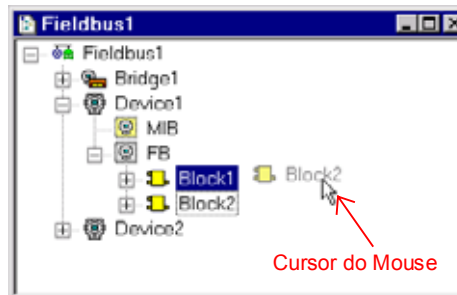 Fieldbus1
Fieldbus1
Bridge1
Device1
MIB
FB
Block1 Block2
Block2
Device2
Cursor do Mouse